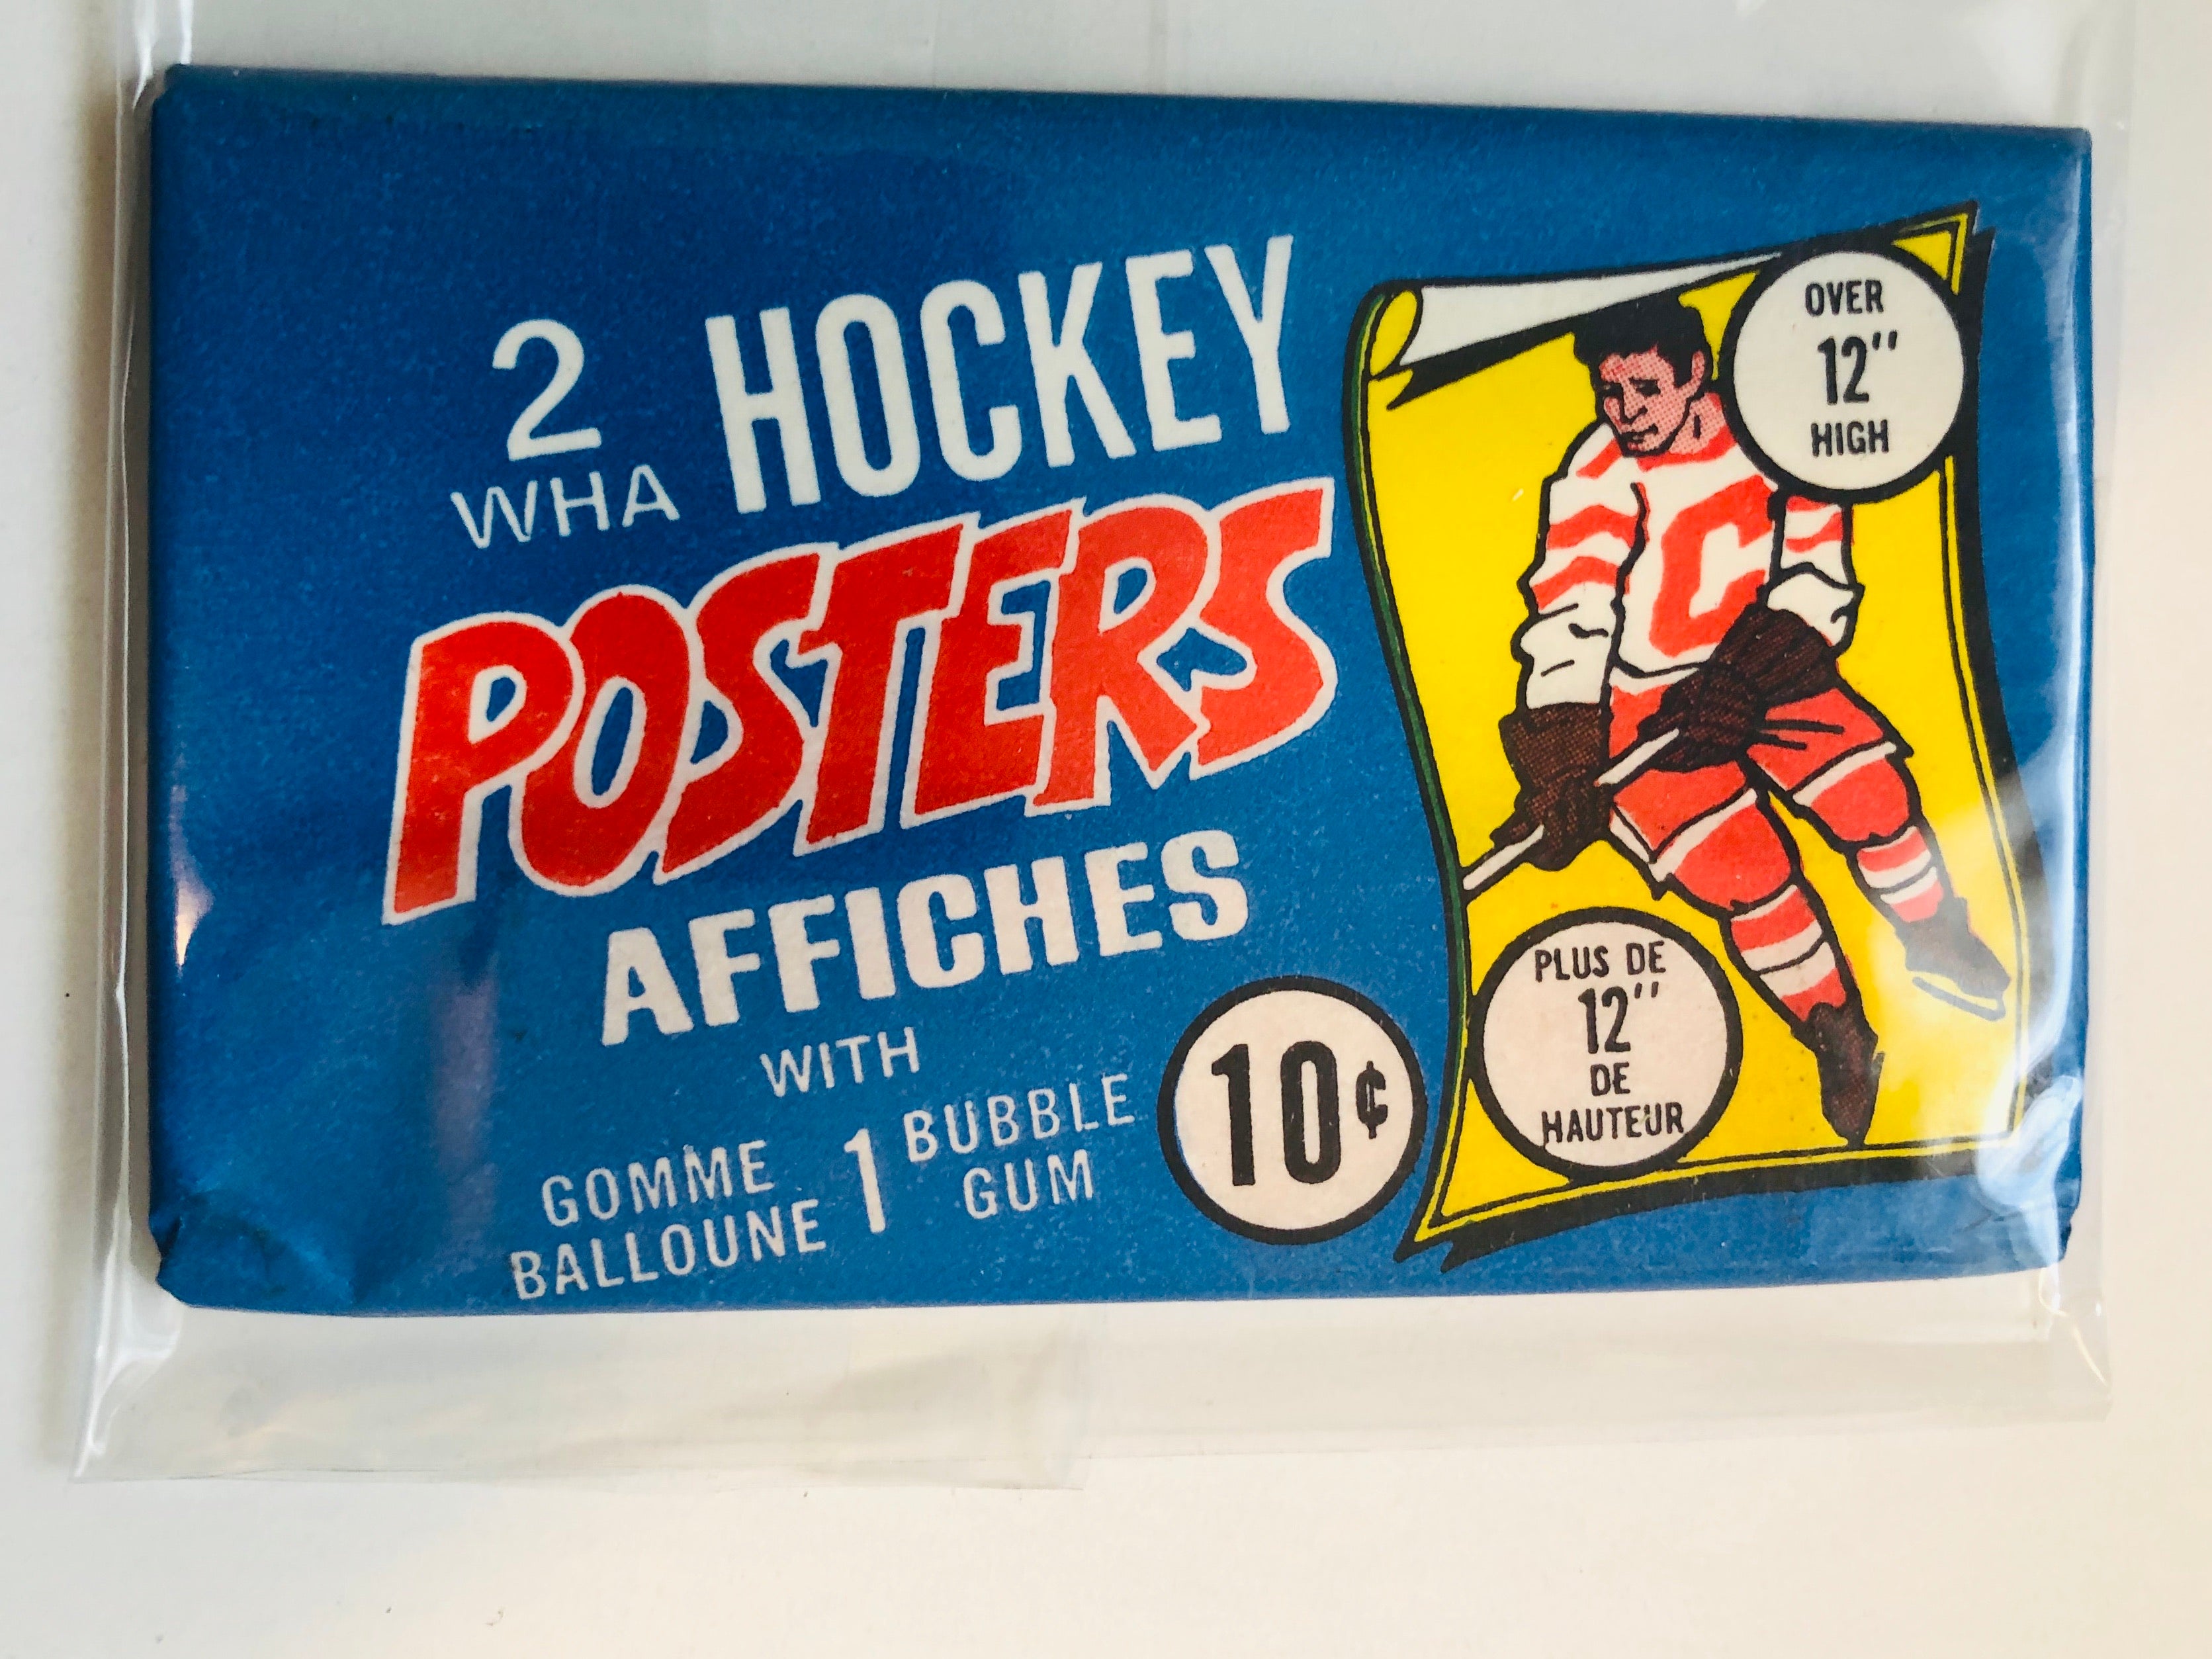 2
WHA HOCKEY
POSTERS
AFFICHES
WITH
GOMME
BALLOUNE
1
BUBBLE
GUM
10¢
OVER
12"
HIGH
C
PLUS DE
12"
DE
HAUTEUR